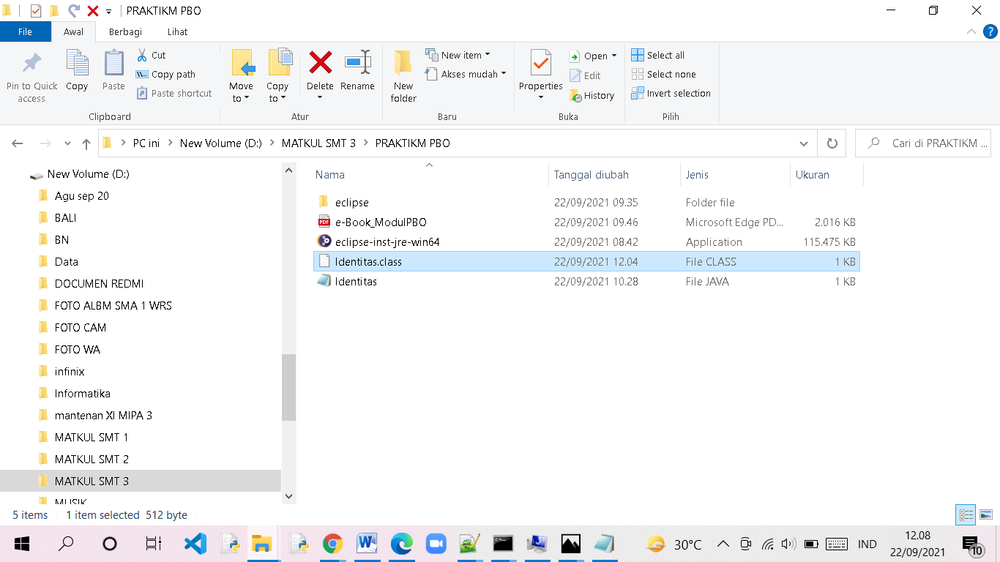 PRAKTIKM PBO
File Awal Berbagi Lihat
Pin to Quick access
Copy
Paste
Cut
Copy path
Paste shortcut
Clipboard
Move to
Copy to
Delete
Rename
Atur
New folder
New item
Akses mudah
Baru
Properties
Open
Edit
History
Buka
Select all
Select none
Invert selection
Pilih
PC ini New Volume (D:) MATKUL SMT 3 PRAKTIKM PBO
Cari di PRAKTIKM ...
New Volume (D:)
Agu sep 20
BALI
BN
Data
DOCUMEN REDMI
FOTO ALBM SMA 1 WRS
FOTO CAM
FOTO WA
infinix
Informatika
mantenan XI MIPA 3
MATKUL SMT 1
MATKUL SMT 2
MATKUL SMT 3
MUSIK
Nama Tanggal diubah Jenis Ukuran
eclipse 22/09/2021 09.35 Folder file
PDF e-Book_ModulPBO 22/09/2021 09.46 Microsoft Edge PD... 2.016 KB
eclipse-inst-jre-win64 22/09/2021 08.42 Application 115.475 KB
Identitas.class 22/09/2021 12.04 File CLASS 1 KB
Identitas 22/09/2021 10.28 File JAVA 1 KB
5 items 1 item selected 512 byte
30°C IND 12.08
22/09/2021
10